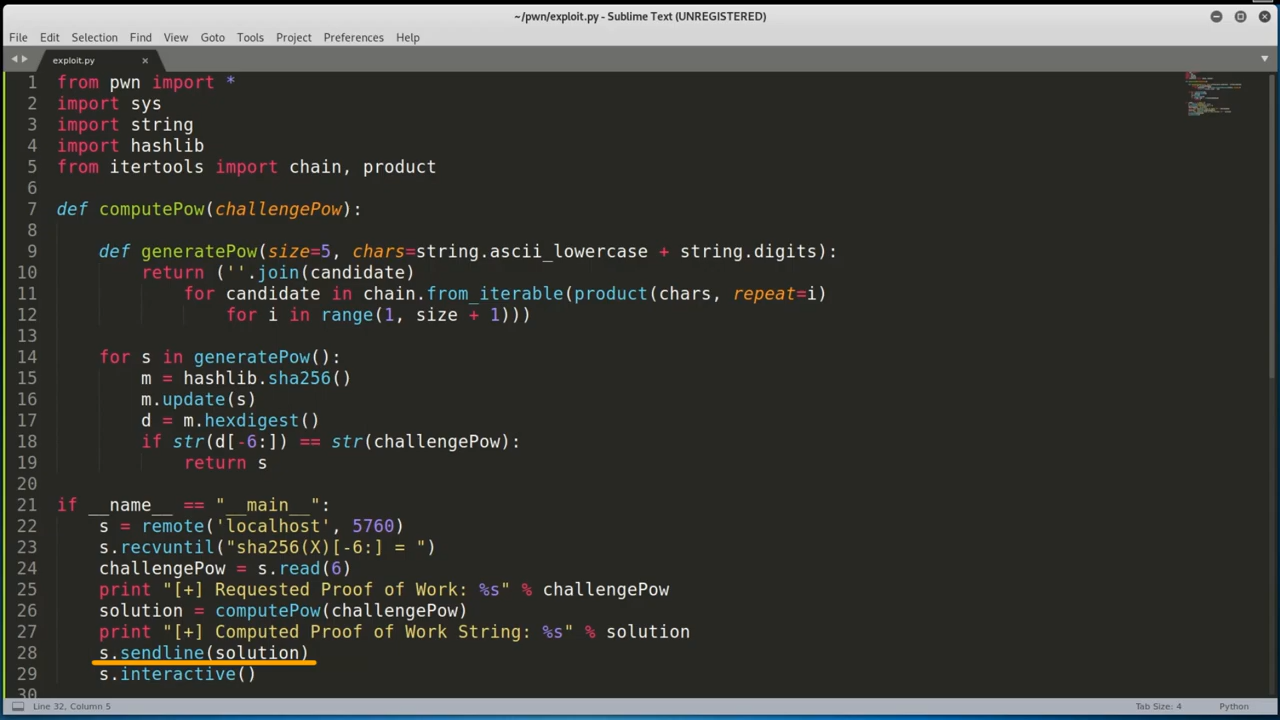 ~/pwn/exploit.py - Sublime Text (UNREGISTERED)
File Edit Selection Find View Goto Tools Project Preferences Help
exploit.py ×
1 from pwn import *
2 import sys
3 import string
4 import hashlib
5 from itertools import chain, product
6
7 def computePow(challengePow):
8
9     def generatePow(size=5, chars=string.ascii_lowercase + string.digits):
10         return (''.join(candidate)
11             for candidate in chain.from_iterable(product(chars, repeat=i)
12                 for i in range(1, size + 1)))
13
14     for s in generatePow():
15         m = hashlib.sha256()
16         m.update(s)
17         d = m.hexdigest()
18         if str(d[-6:]) == str(challengePow):
19             return s
20
21 if __name__ == "__main__":
22     s = remote('localhost', 5760)
23     s.recvuntil("sha256(X)[-6:] = ")
24     challengePow = s.read(6)
25     print "[+] Requested Proof of Work: %s" % challengePow
26     solution = computePow(challengePow)
27     print "[+] Computed Proof of Work String: %s" % solution
28     s.sendline(solution)
29     s.interactive()
30
Line 32, Column 5 Tab Size: 4 Python